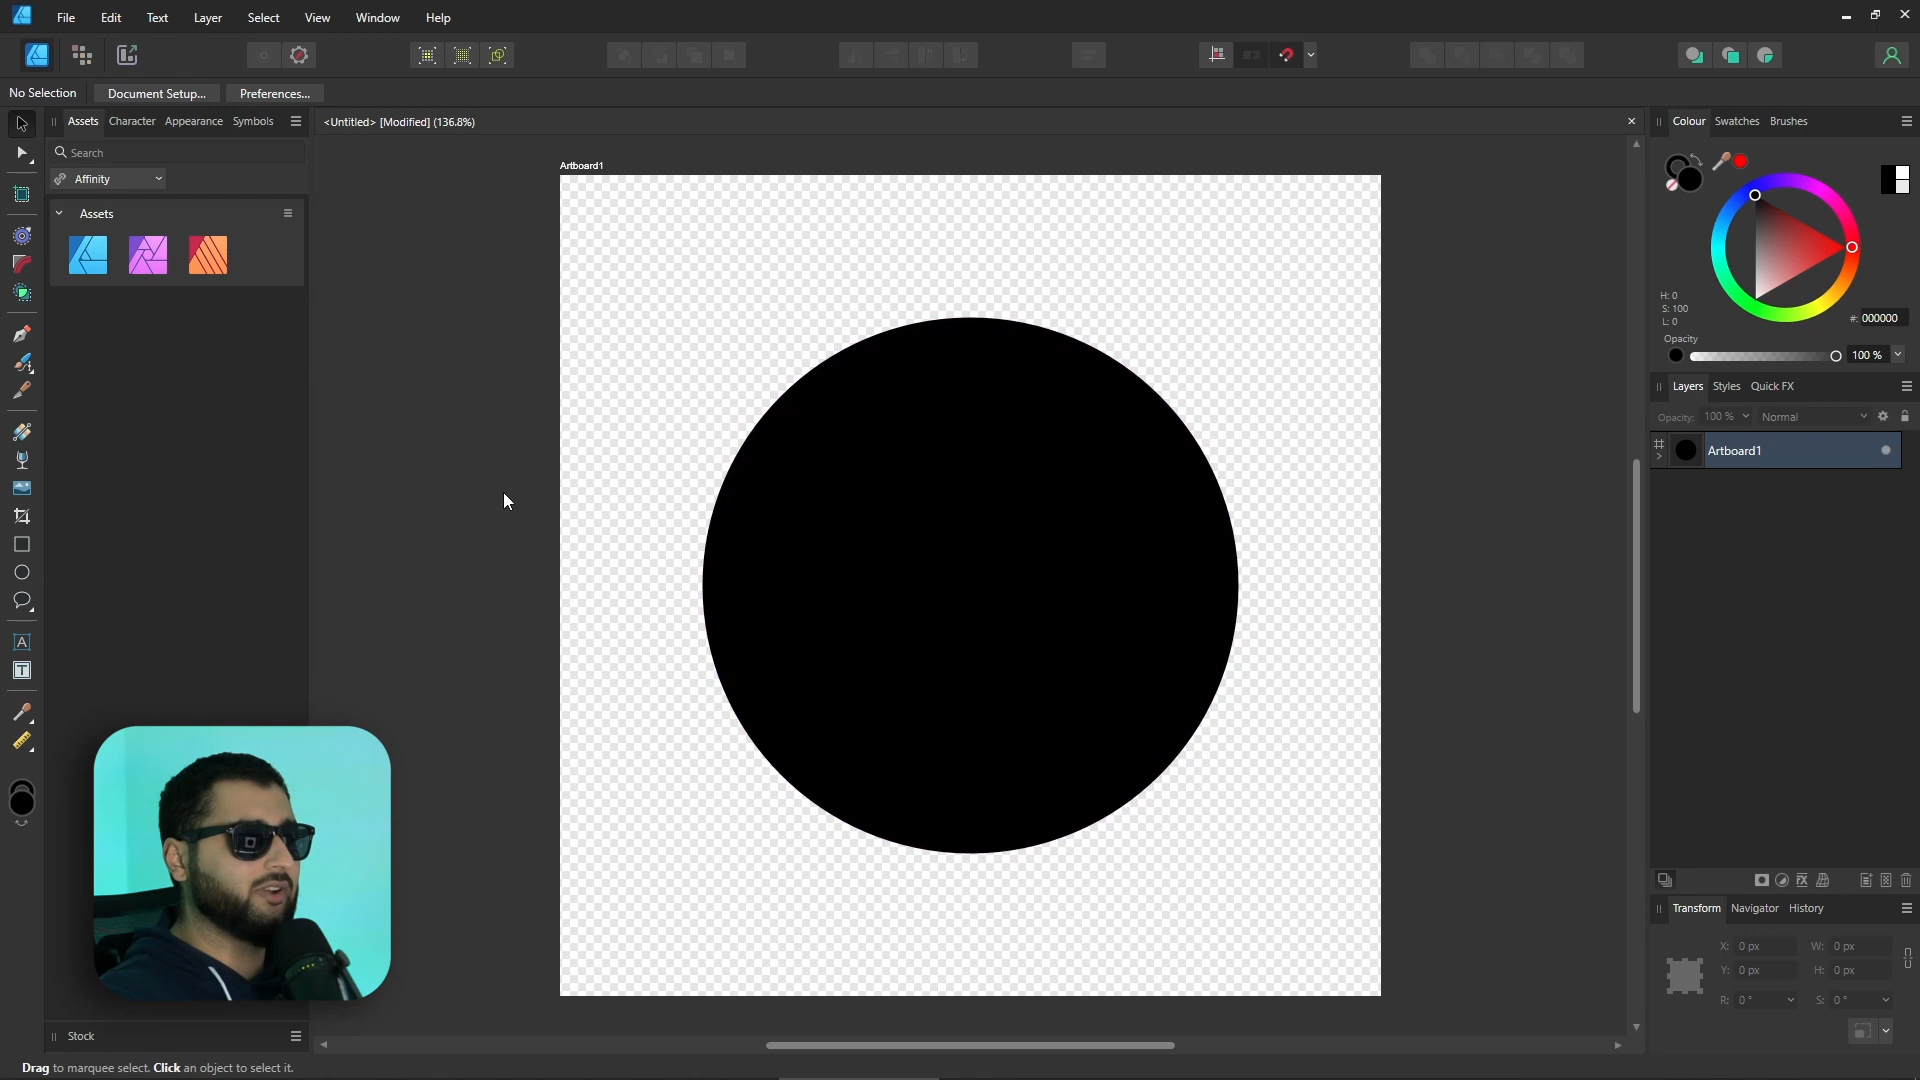 File Edit Text Layer Select View Window Help
No Selection Document Setup... Preferences...
Assets Character Appearance Symbols
<Untitled> [Modified] (136.8%)
Colour Swatches Brushes
Search
Affinity
Artboard1
Assets
H: 0
S: 100
L: 0
#: 000000
Opacity
100 %
Layers Styles Quick FX
Opacity: 100 % Normal
Artboard1
Transform Navigator History
X: 0 px W: 0 px
Y: 0 px H: 0 px
R: 0 ° S: 0 °
Stock
Drag to marquee select. Click an object to select it.